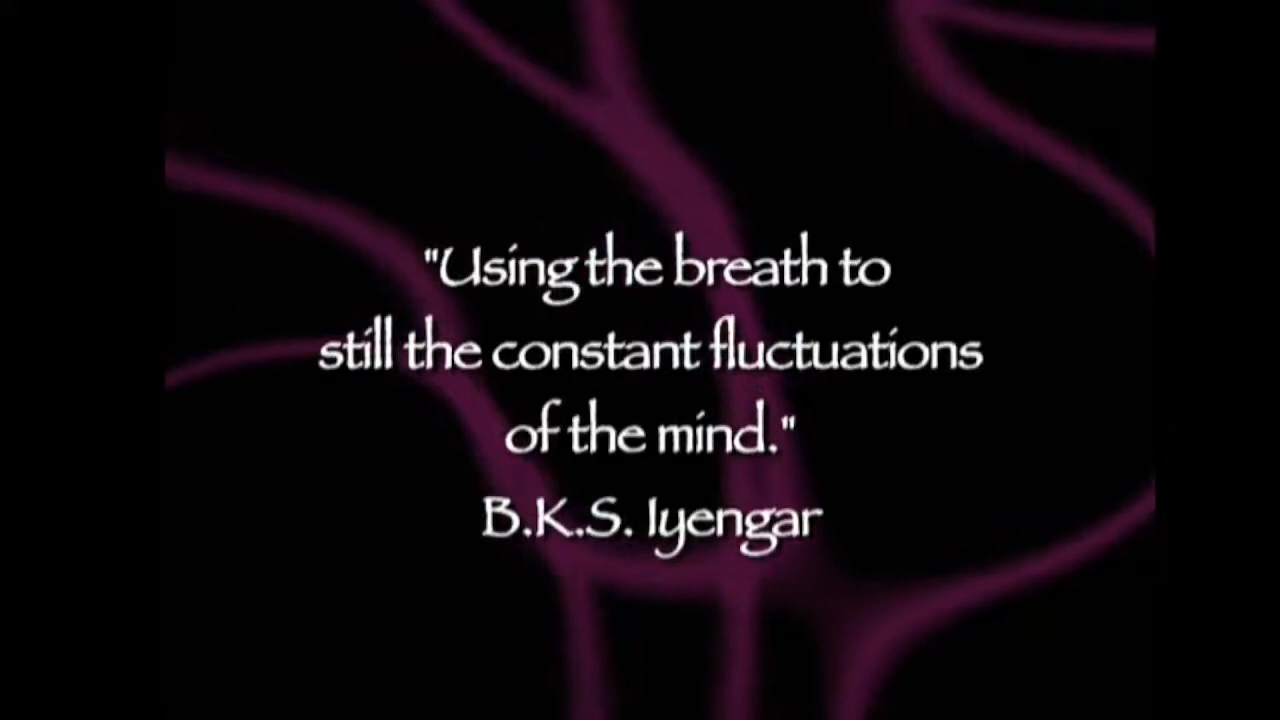 "Using the breath to
still the constant fluctuations
of the mind."
B.K.S. Iyengar